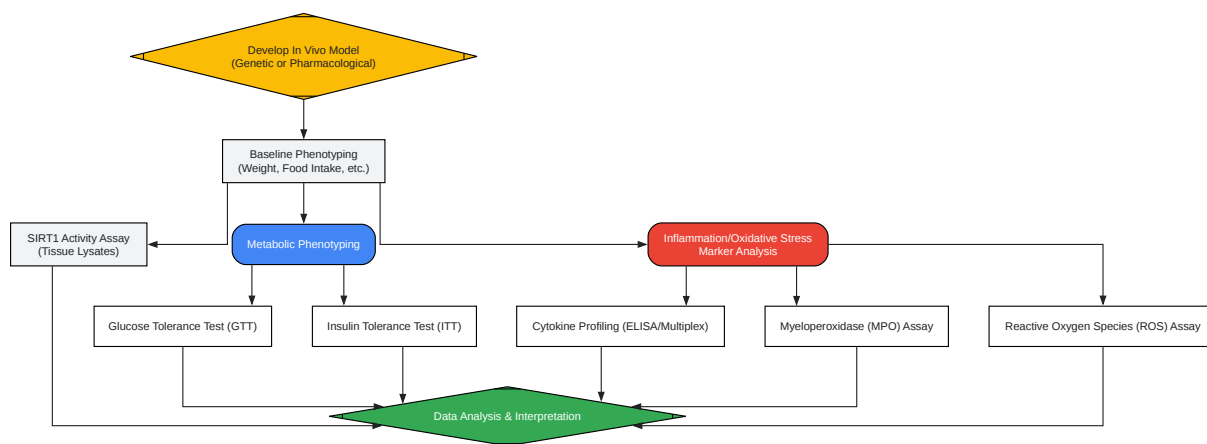 Develop In Vivo Model
(Genetic or Pharmacological)
Baseline Phenotyping
(Weight, Food Intake, etc.)
SIRT1 Activity Assay
(Tissue Lysates)
Metabolic Phenotyping
Inflammation/Oxidative Stress
Marker Analysis
Glucose Tolerance Test (GTT)
Insulin Tolerance Test (ITT)
Cytokine Profiling (ELISA/Multiplex)
Myeloperoxidase (MPO) Assay
Reactive Oxygen Species (ROS) Assay
Data Analysis & Interpretation